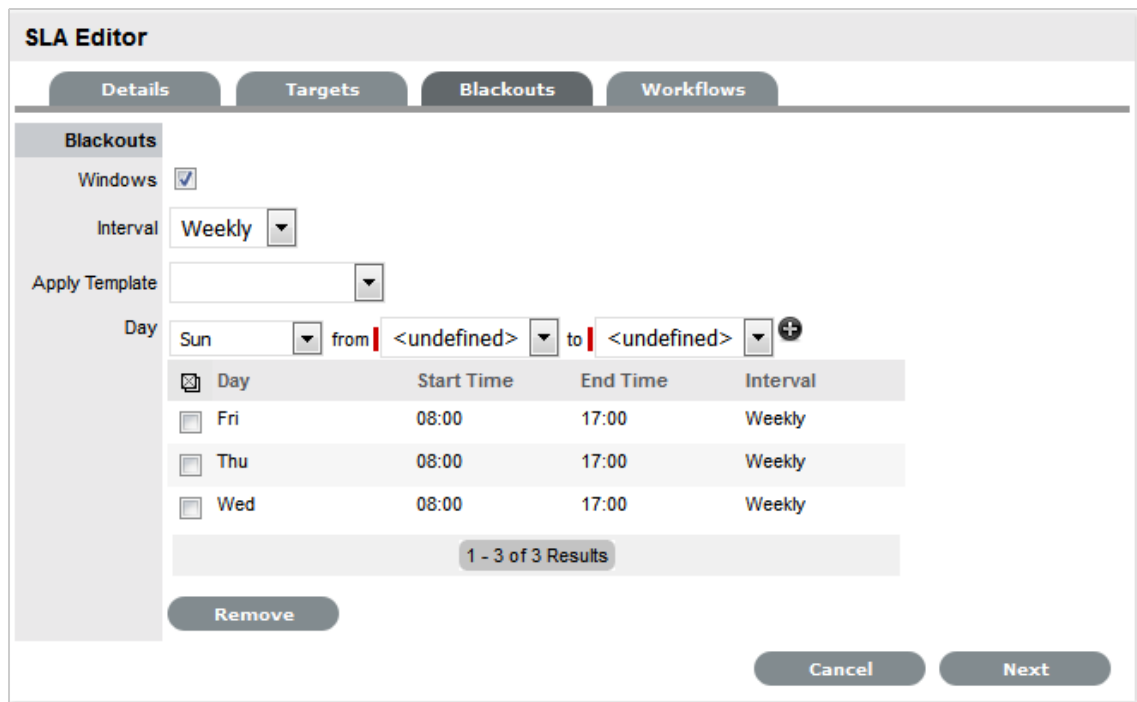 SLA Editor
Details Targets Blackouts Workflows
Blackouts
Windows
Interval Weekly
Apply Template
Day Sun from <undefined> to <undefined>
Day Start Time End Time Interval
Fri 08:00 17:00 Weekly
Thu 08:00 17:00 Weekly
Wed 08:00 17:00 Weekly
1 - 3 of 3 Results
Remove
Cancel Next